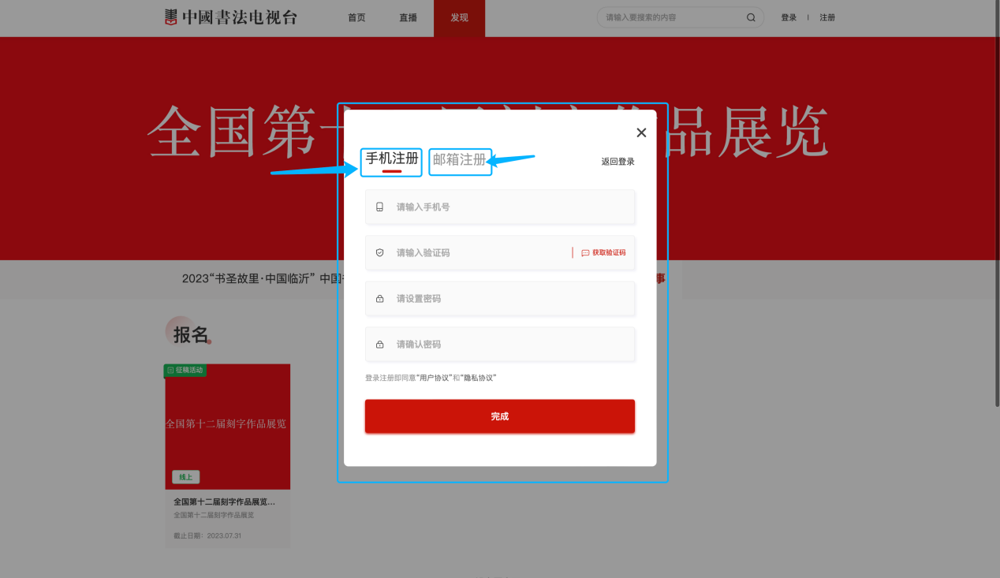 中國書法电视台 首页 直播 发现 请输入要搜索的内容 登录 注册
全国第一
品展览
手机注册 邮箱注册 返回登录
请输入手机号
请输入验证码 获取验证码
请设置密码
请确认密码
登录注册即同意“用户协议”和“隐私协议”
完成
2023“书圣故里·中国临沂” 中国
事
报名
征稿活动
全国第十二届刻字作品展览
线上
全国第十二届刻字作品展览...
全国第十二届刻字作品展览
截止日期: 2023.07.31